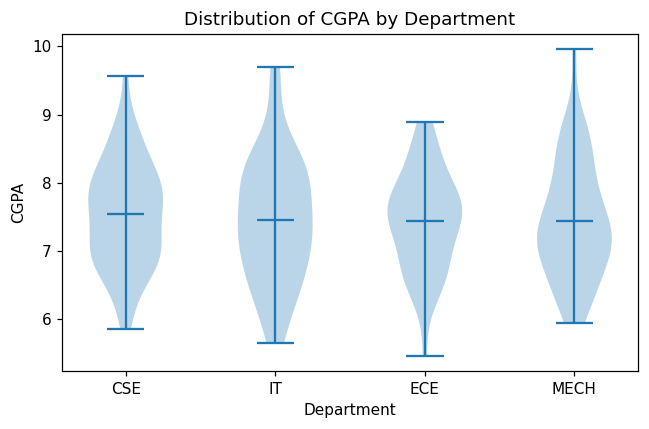 Distribution of CGPA by Department
10
9
8
7
6
CGPA
CSE IT ECE MECH
Department